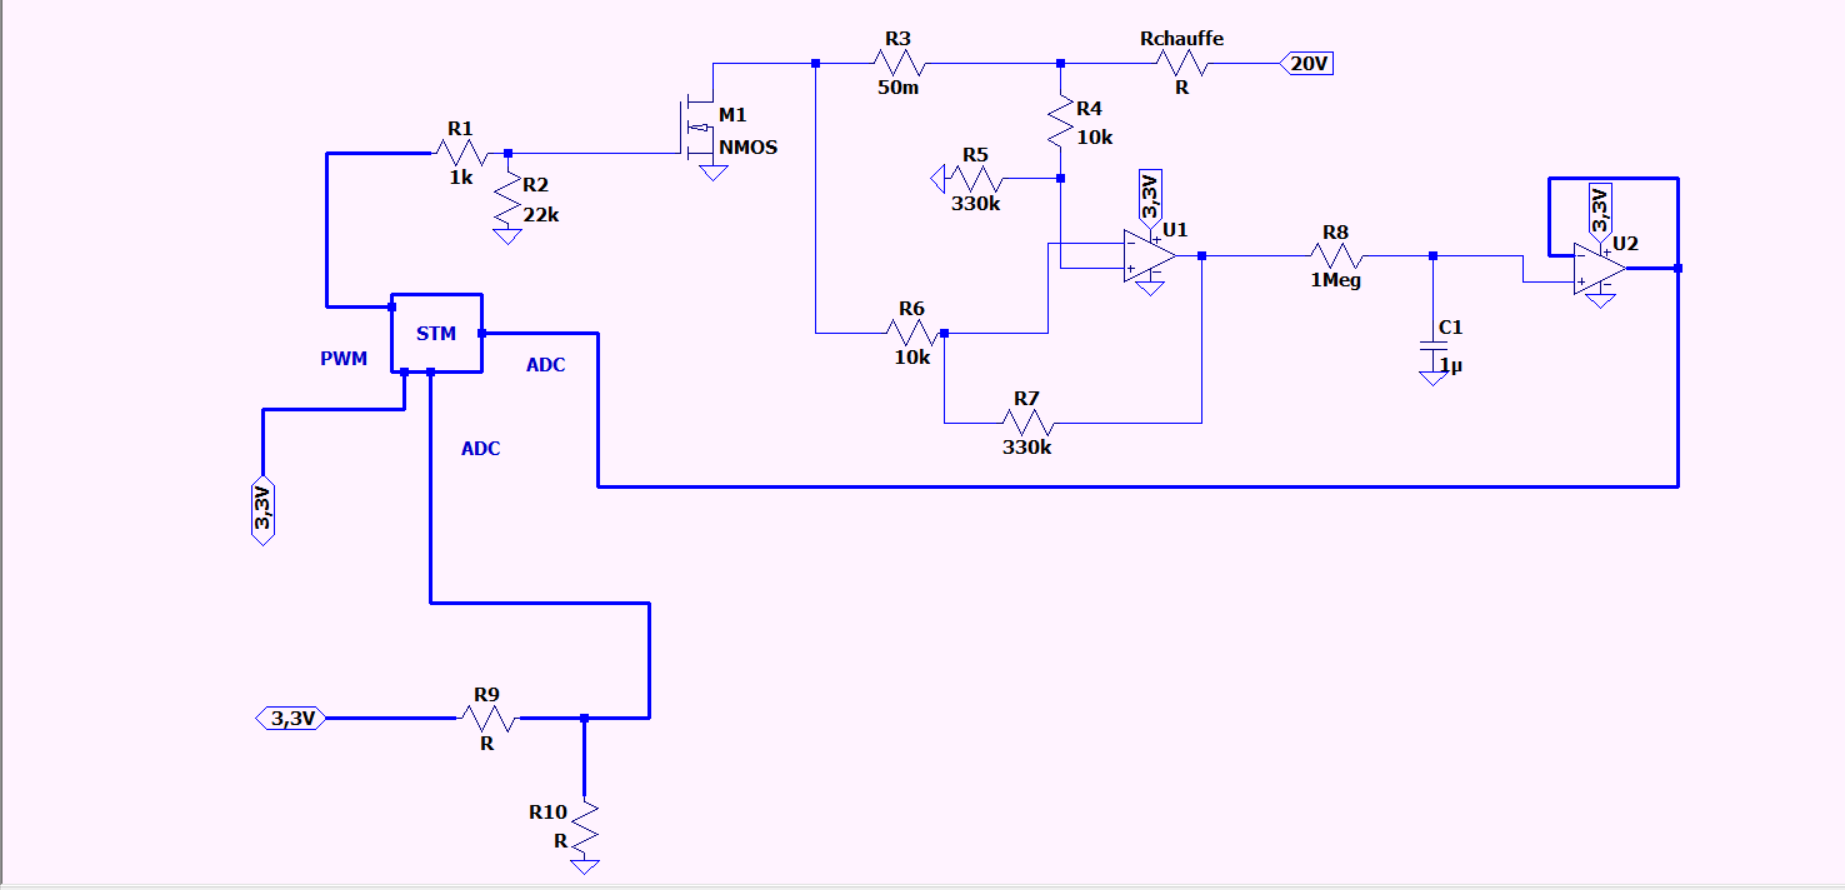 R3
50m
Rchauffe
R
20V
R4
10k
M1
NMOS
R1
1k
R2
22k
R5
330k
3,3V
U1
3,3V
U2
R8
1Meg
C1
1µ
R6
10k
R7
330k
STM
PWM
ADC
ADC
3,3V
3,3V
R9
R
R10
R